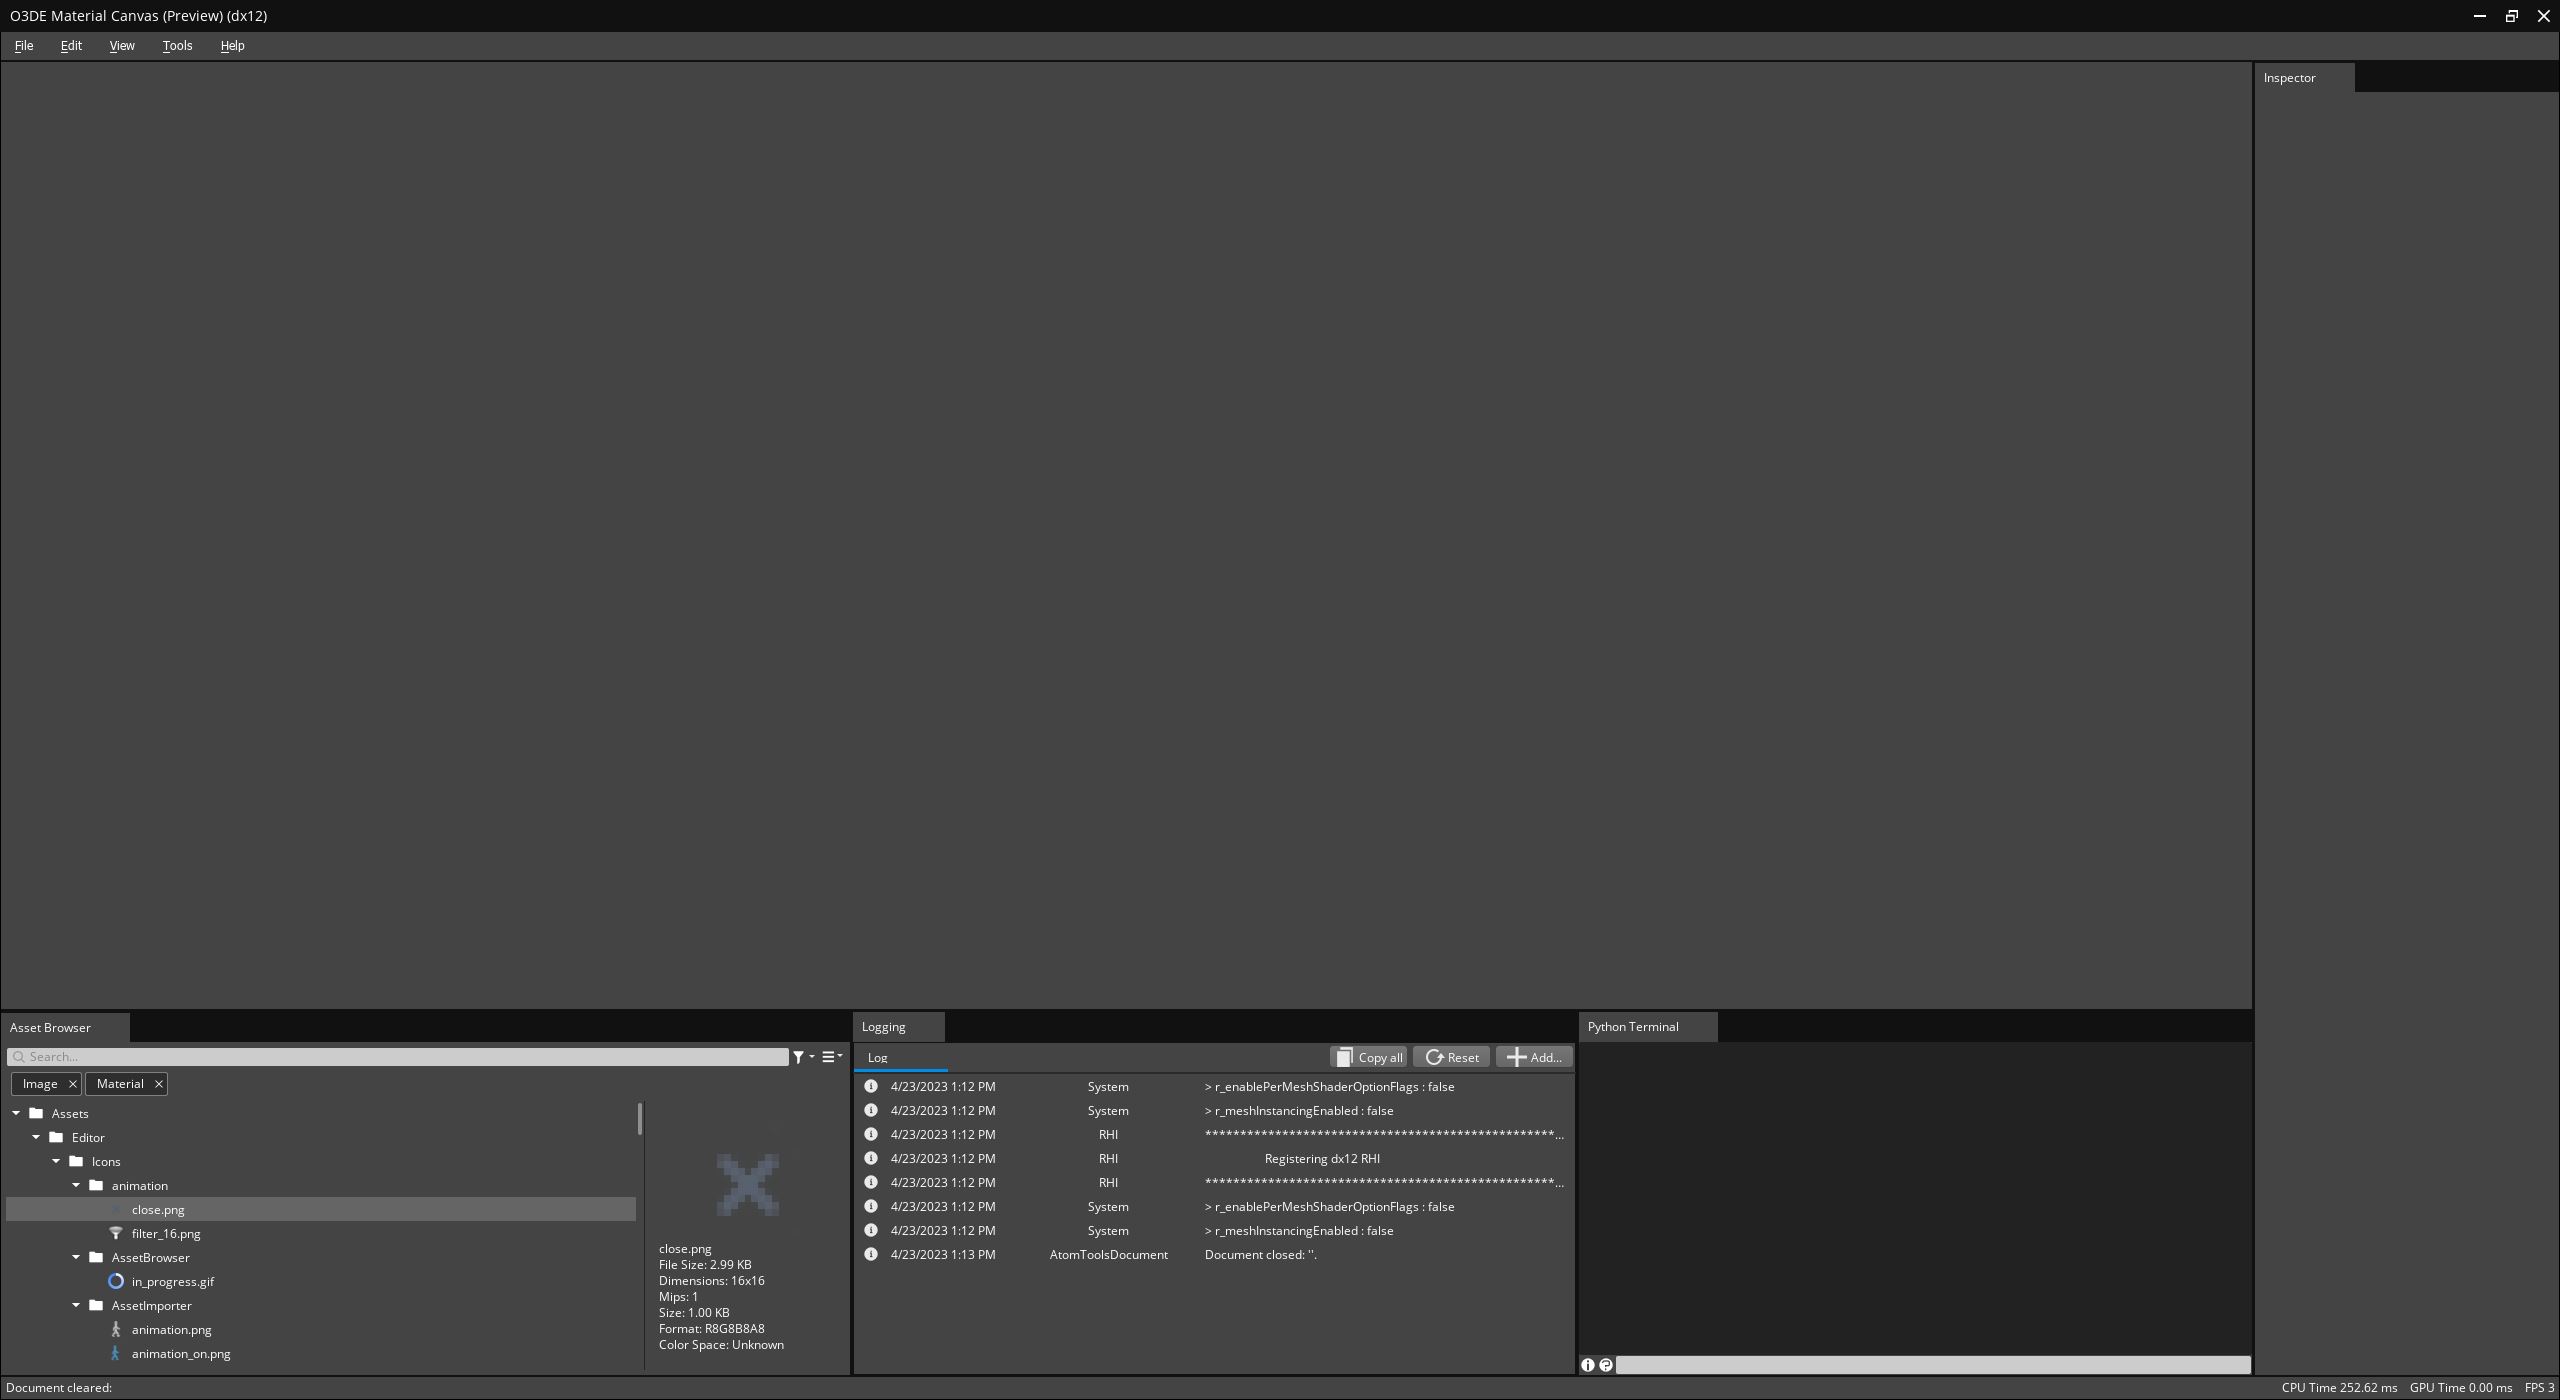 O3DE Material Canvas (Preview) (dx12)
File Edit View Tools Help
Inspector
Asset Browser
Search...
Image Material
Assets
Editor
Icons
animation
close.png
filter_16.png
AssetBrowser
in_progress.gif
AssetImporter
animation.png
animation_on.png
close.png
File Size: 2.99 KB
Dimensions: 16x16
Mips: 1
Size: 1.00 KB
Format: R8G8B8A8
Color Space: Unknown
Logging
Log Copy all Reset Add...
4/23/2023 1:12 PM System > r_enablePerMeshShaderOptionFlags : false
4/23/2023 1:12 PM System > r_meshInstancingEnabled : false
4/23/2023 1:12 PM RHI **************************************************...
4/23/2023 1:12 PM RHI Registering dx12 RHI
4/23/2023 1:12 PM RHI **************************************************...
4/23/2023 1:12 PM System > r_enablePerMeshShaderOptionFlags : false
4/23/2023 1:12 PM System > r_meshInstancingEnabled : false
4/23/2023 1:13 PM AtomToolsDocument Document closed: ''.
Python Terminal
Document cleared:
CPU Time 252.62 ms GPU Time 0.00 ms FPS 3